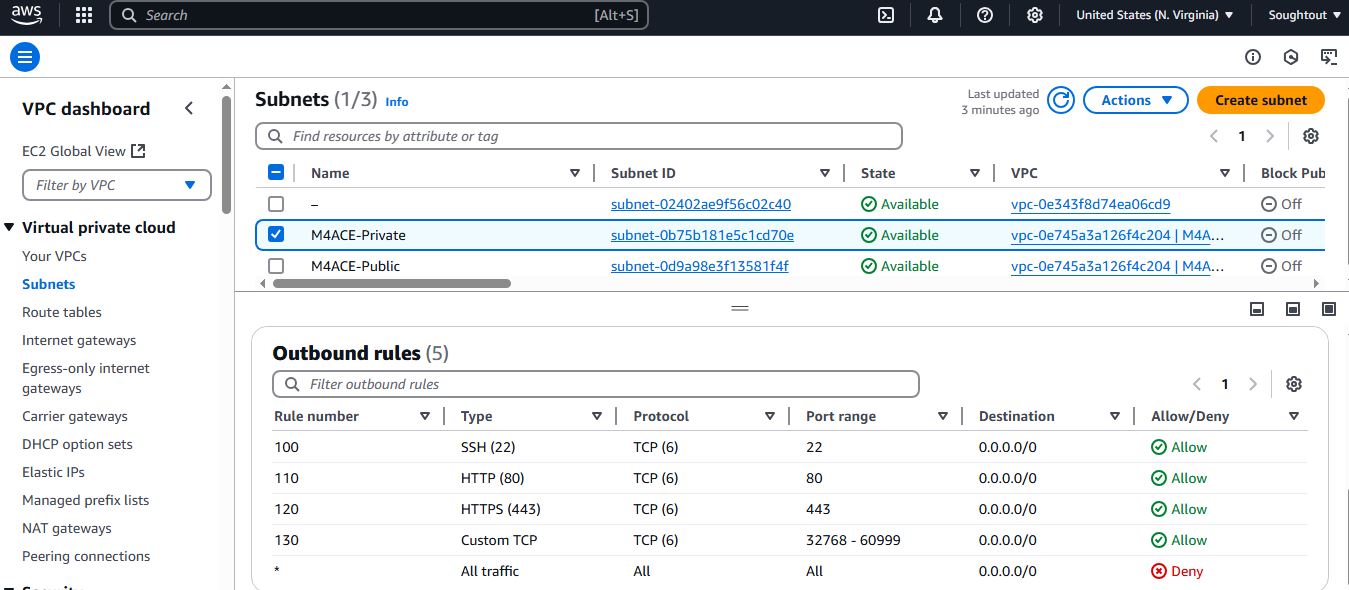 aws Search [Alt+S] United States (N. Virginia) Soughtout
VPC dashboard
EC2 Global View
Filter by VPC
Virtual private cloud
Your VPCs
Subnets
Route tables
Internet gateways
Egress-only internet
gateways
Carrier gateways
DHCP option sets
Elastic IPs
Managed prefix lists
NAT gateways
Peering connections
Security
Subnets (1/3) Info
Last updated
3 minutes ago
Actions
Create subnet
Find resources by attribute or tag
1
Name Subnet ID State VPC Block Pub
– subnet-02402ae9f56c02c40 Available vpc-0e343f8d74ea06cd9 Off
M4ACE-Private subnet-0b75b181e5c1cd70e Available vpc-0e745a3a126f4c204 | M4A... Off
M4ACE-Public subnet-0d9a98e3f13581f4f Available vpc-0e745a3a126f4c204 | M4A... Off
Outbound rules (5)
Filter outbound rules
1
Rule number Type Protocol Port range Destination Allow/Deny
100 SSH (22) TCP (6) 22 0.0.0.0/0 Allow
110 HTTP (80) TCP (6) 80 0.0.0.0/0 Allow
120 HTTPS (443) TCP (6) 443 0.0.0.0/0 Allow
130 Custom TCP TCP (6) 32768 - 60999 0.0.0.0/0 Allow
* All traffic All All 0.0.0.0/0 Deny